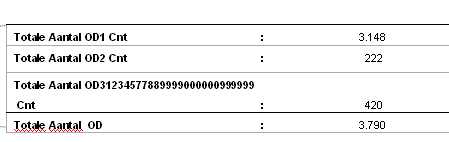 Totale Aantal OD1 Cnt : 3.148
Totale Aantal OD2 Cnt : 222
Totale Aantal OD31234577889999000000999999
Cnt : 420
Totale Aantal OD : 3.790